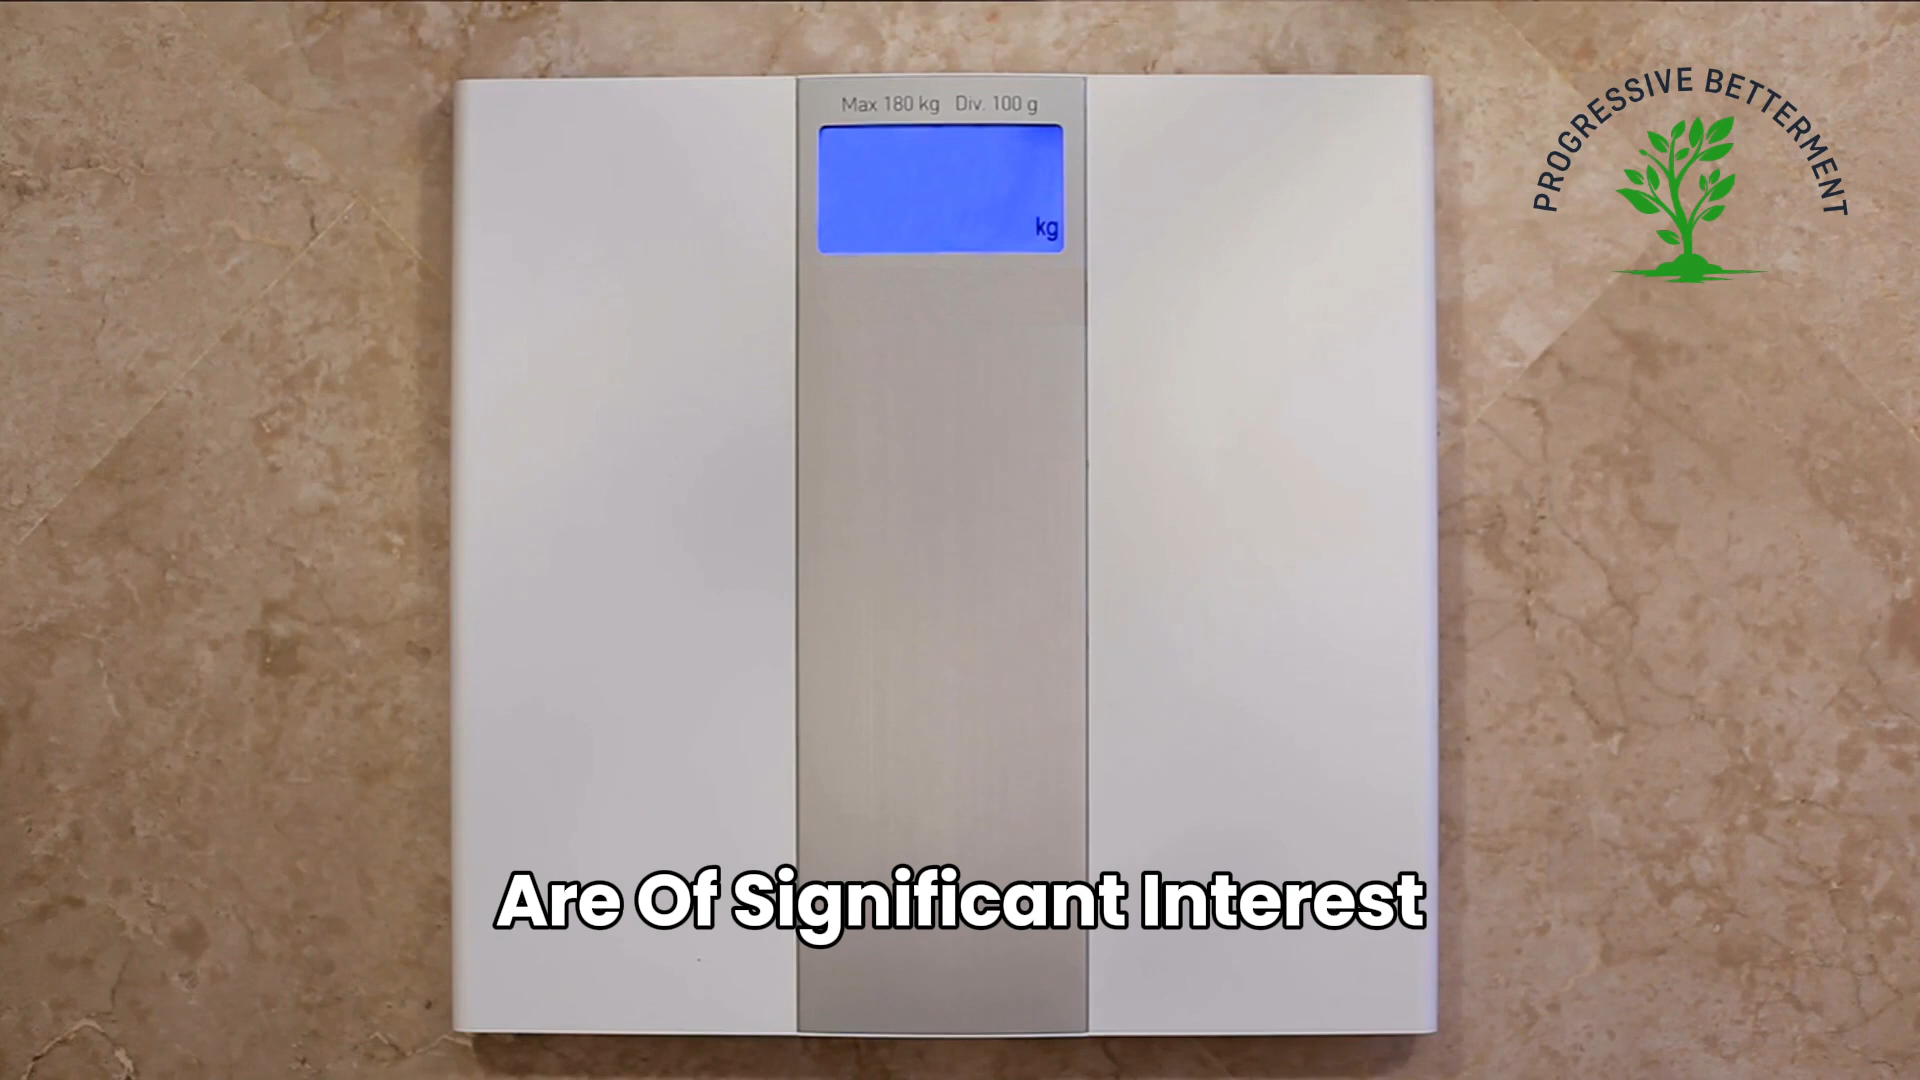 Max 180 kg Div. 100 g
kg
PROGRESSIVE BETTERMENT
Are Of Significant Interest